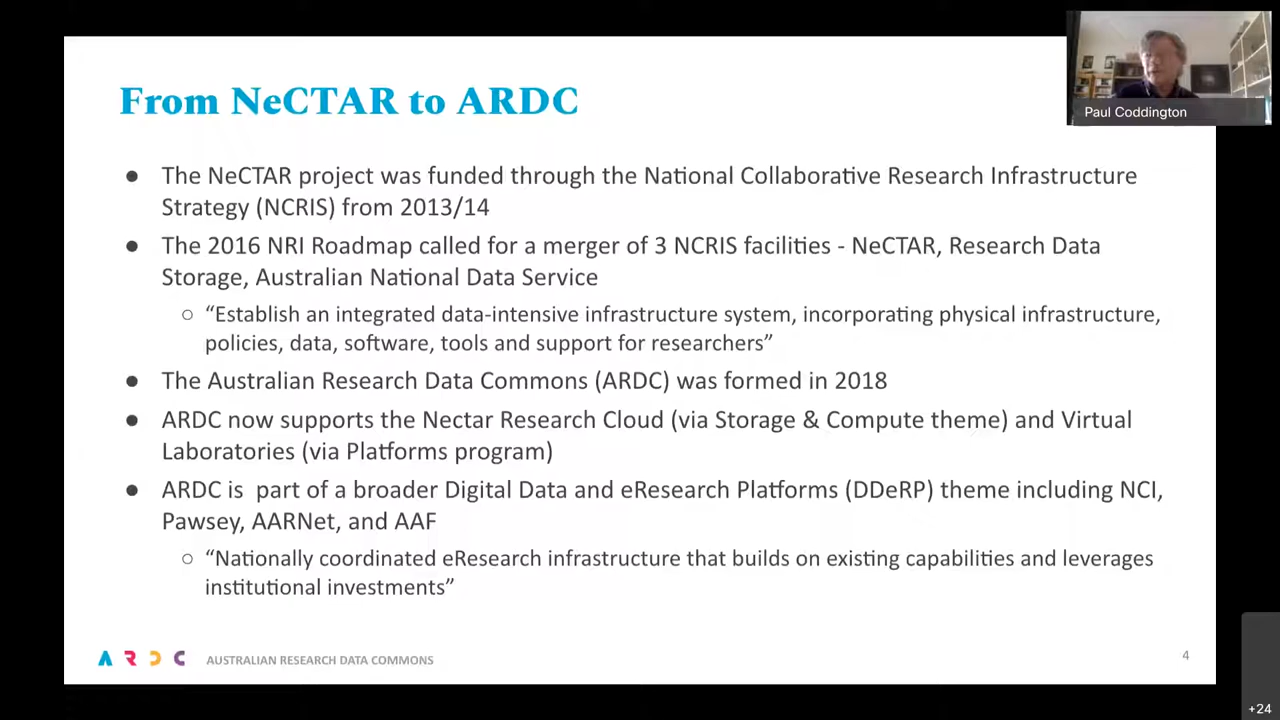 From NeCTAR to ARDC
Paul Coddington
● The NeCTAR project was funded through the National Collaborative Research Infrastructure
Strategy (NCRIS) from 2013/14
● The 2016 NRI Roadmap called for a merger of 3 NCRIS facilities - NeCTAR, Research Data
Storage, Australian National Data Service
○ “Establish an integrated data-intensive infrastructure system, incorporating physical infrastructure,
policies, data, software, tools and support for researchers”
● The Australian Research Data Commons (ARDC) was formed in 2018
● ARDC now supports the Nectar Research Cloud (via Storage & Compute theme) and Virtual
Laboratories (via Platforms program)
● ARDC is  part of a broader Digital Data and eResearch Platforms (DDeRP) theme including NCI,
Pawsey, AARNet, and AAF
○ “Nationally coordinated eResearch infrastructure that builds on existing capabilities and leverages
institutional investments”
ARDC AUSTRALIAN RESEARCH DATA COMMONS
4
+24